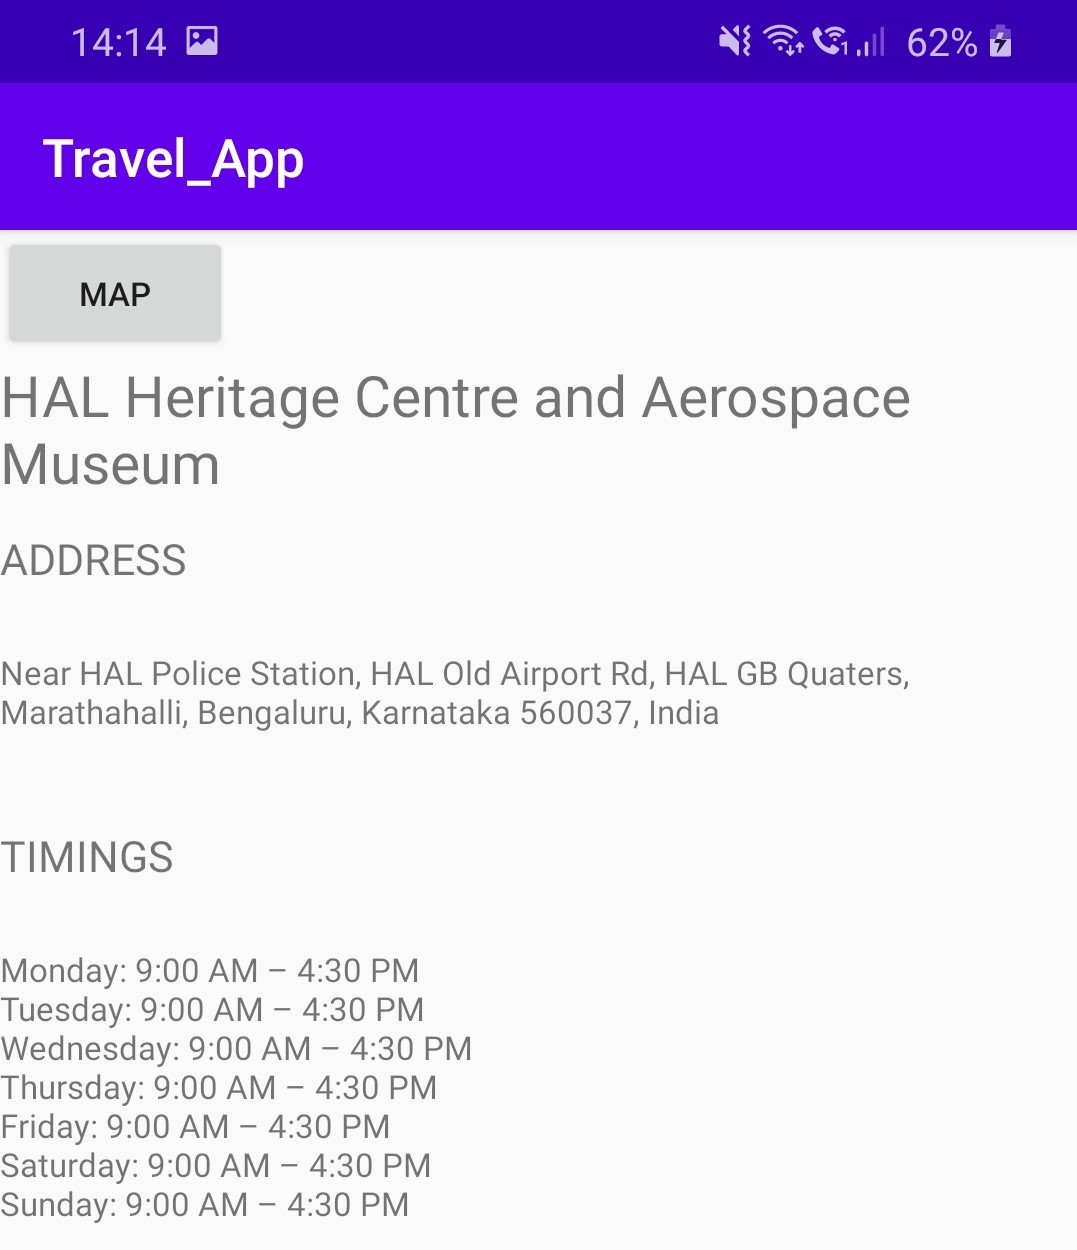 14:14
1
62%
Travel_App
MAP
HAL Heritage Centre and Aerospace
Museum
ADDRESS
Near HAL Police Station, HAL Old Airport Rd, HAL GB Quaters,
Marathahalli, Bengaluru, Karnataka 560037, India
TIMINGS
Monday: 9:00 AM – 4:30 PM
Tuesday: 9:00 AM – 4:30 PM
Wednesday: 9:00 AM – 4:30 PM
Thursday: 9:00 AM – 4:30 PM
Friday: 9:00 AM – 4:30 PM
Saturday: 9:00 AM – 4:30 PM
Sunday: 9:00 AM – 4:30 PM